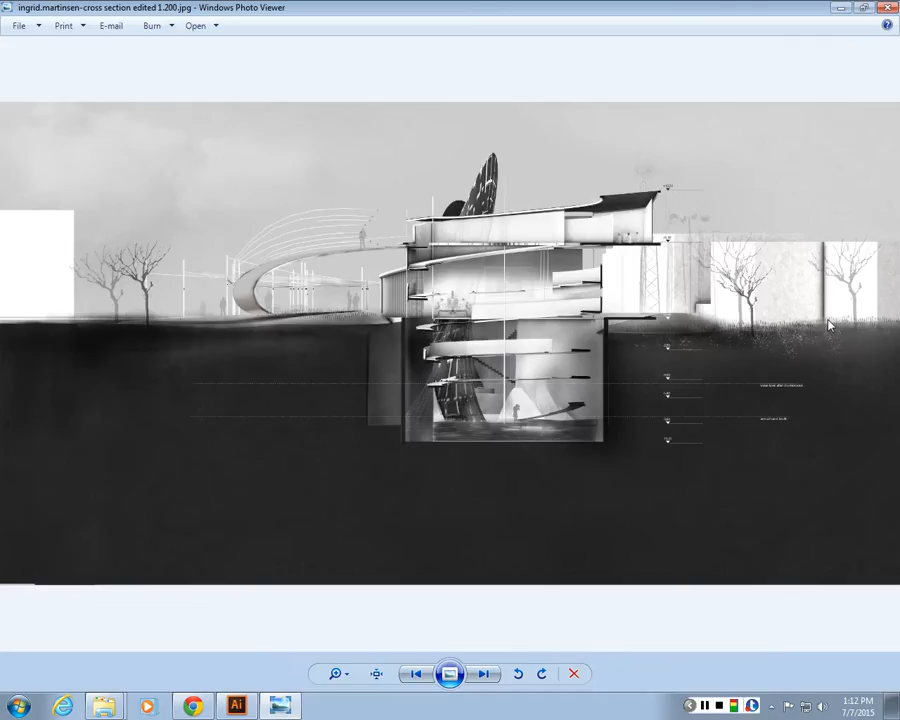 ingrid.martinsen-cross section edited 1.200.jpg - Windows Photo Viewer
File Print E-mail Burn Open
Ai
1:12 PM
7/7/2015